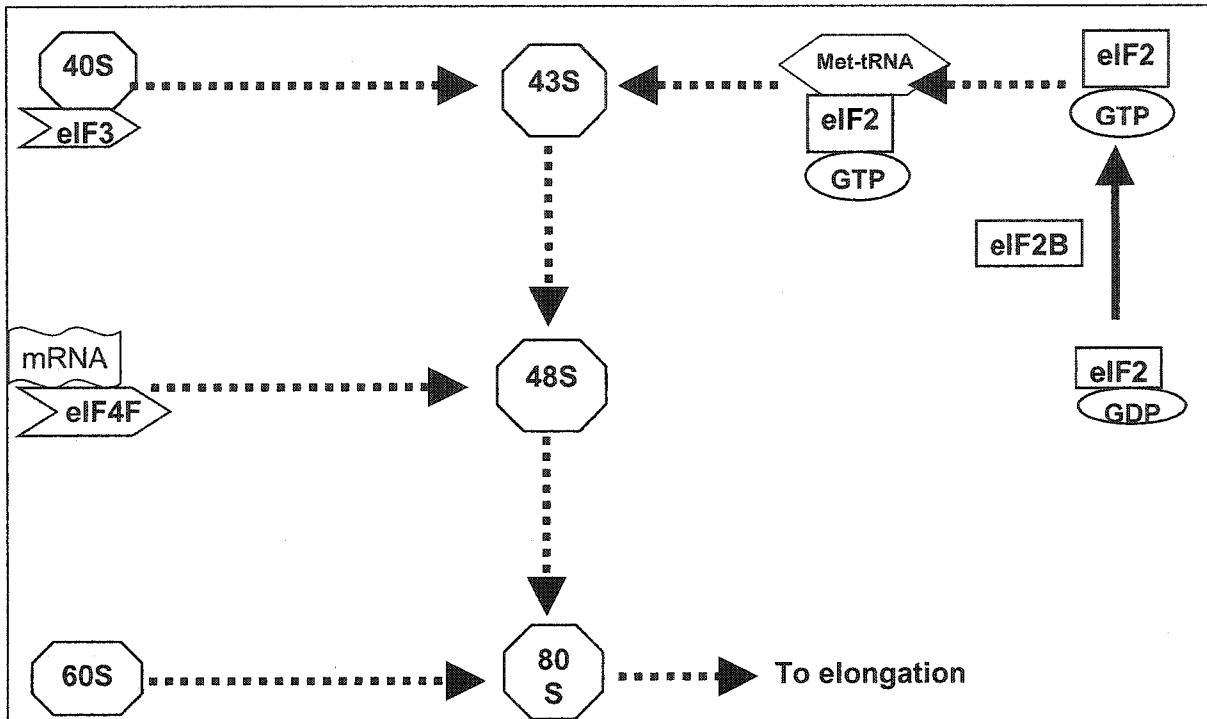 40S
eIF3
43S
Met-tRNA
eIF2
GTP
eIF2
GTP
eIF2B
mRNA
eIF4F
48S
eIF2
GDP
60S
80
S
To elongation